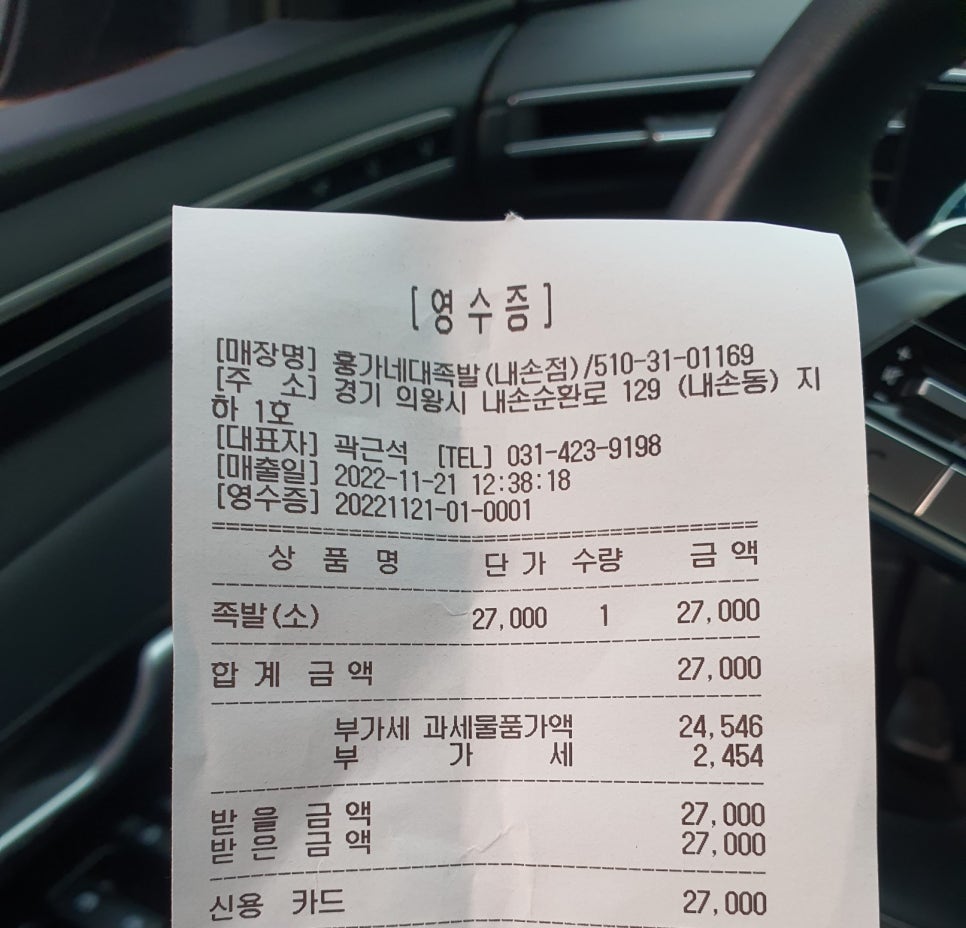 [영수증]
[매장명] 홍가네대족발(내손점)/510-31-01169
[주 소] 경기 의왕시 내손순환로 129 (내손동) 지
하 1호
[대표자] 곽근석 [TEL] 031-423-9198
[매출일] 2022-11-21 12:38:18
[영수증] 20221121-01-0001
상 품 명 단 가 수량 금 액
족발(소) 27,000 1 27,000
합 계 금 액 27,000
부가세 과세물품가액 24,546
부 가 세 2,454
받 을 금 액 27,000
받 은 금 액 27,000
신용 카드 27,000